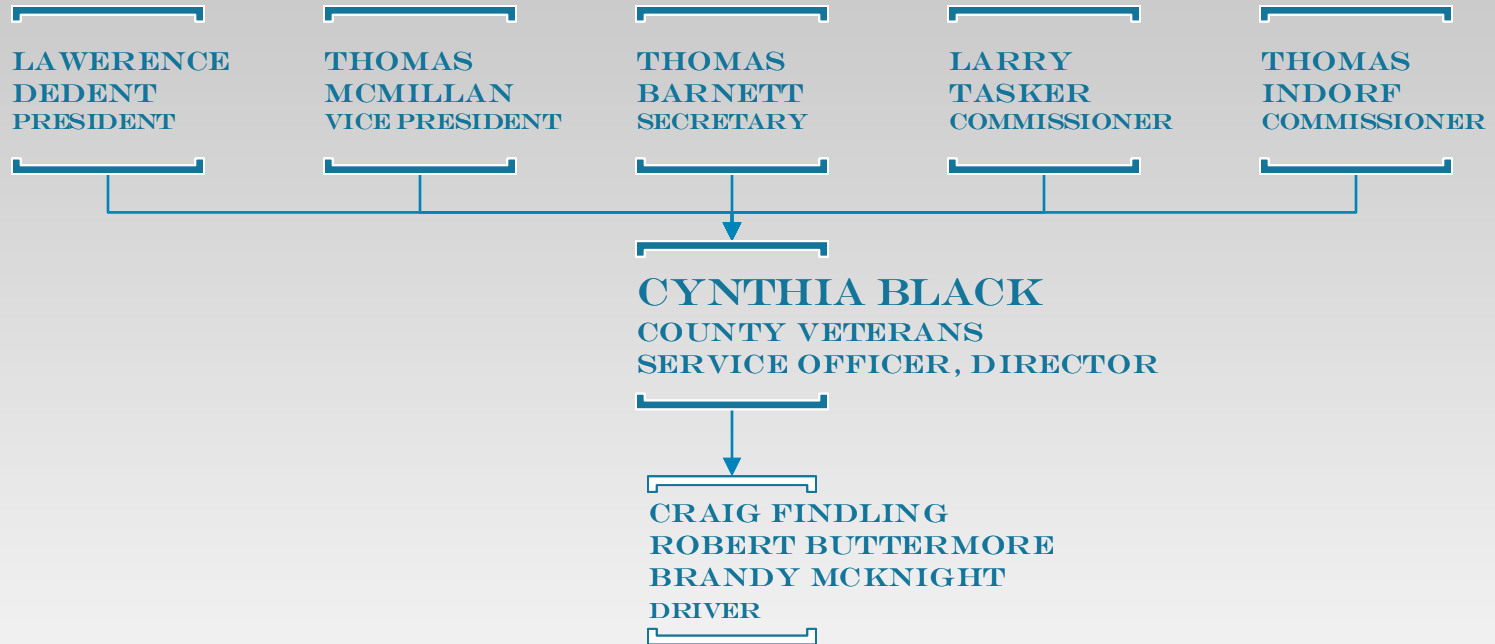 LAWERENCE
DEDENT
PRESIDENT
THOMAS
MCMILLAN
VICE PRESIDENT
THOMAS
BARNETT
SECRETARY
LARRY
TASKER
COMMISSIONER
THOMAS
INDORF
COMMISSIONER
CYNTHIA BLACK
COUNTY VETERANS
SERVICE OFFICER, DIRECTOR
CRAIG FINDLING
ROBERT BUTTERMORE
BRANDY MCKNIGHT
DRIVER